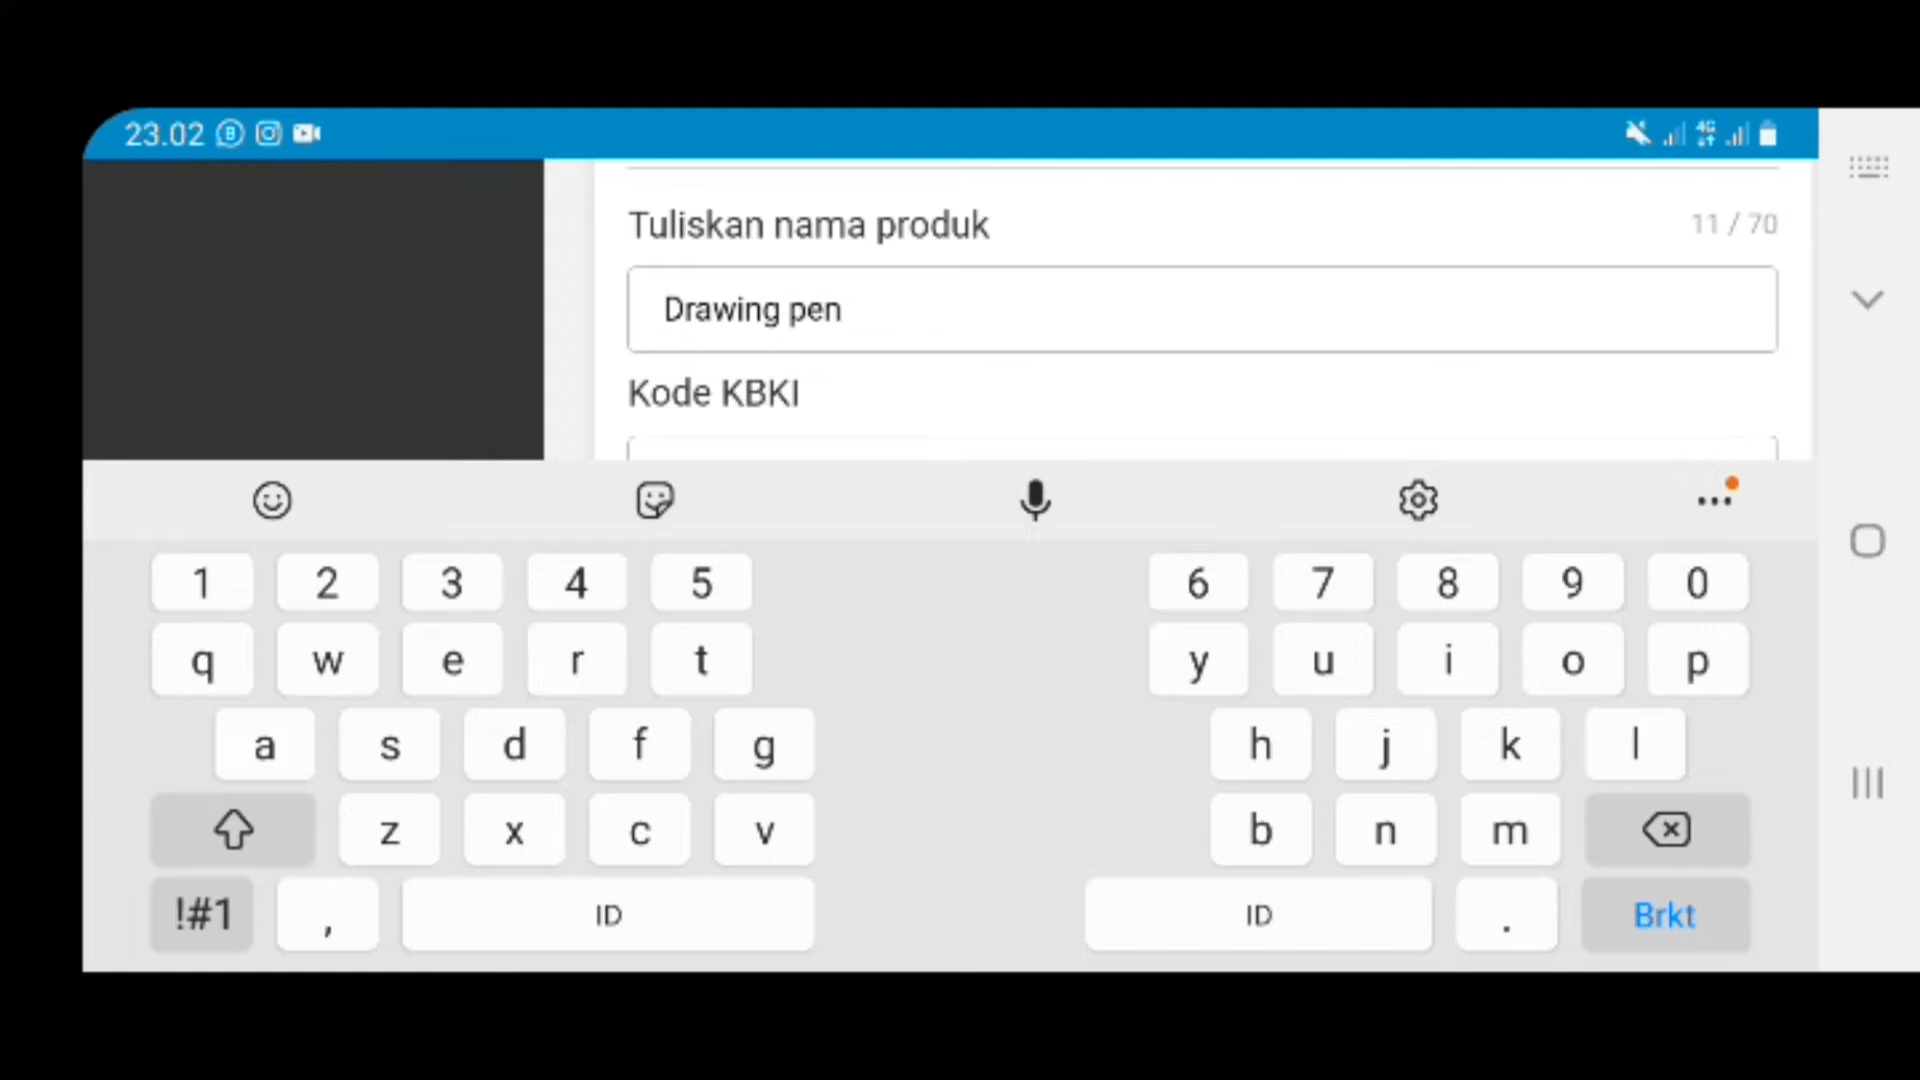 23.02
4G
Tuliskan nama produk
11 / 70
Drawing pen
Kode KBKI
1 2 3 4 5 6 7 8 9 0
q w e r t y u i o p
a s d f g h j k l
z x c v b n m
!#1 , ID ID . Brkt